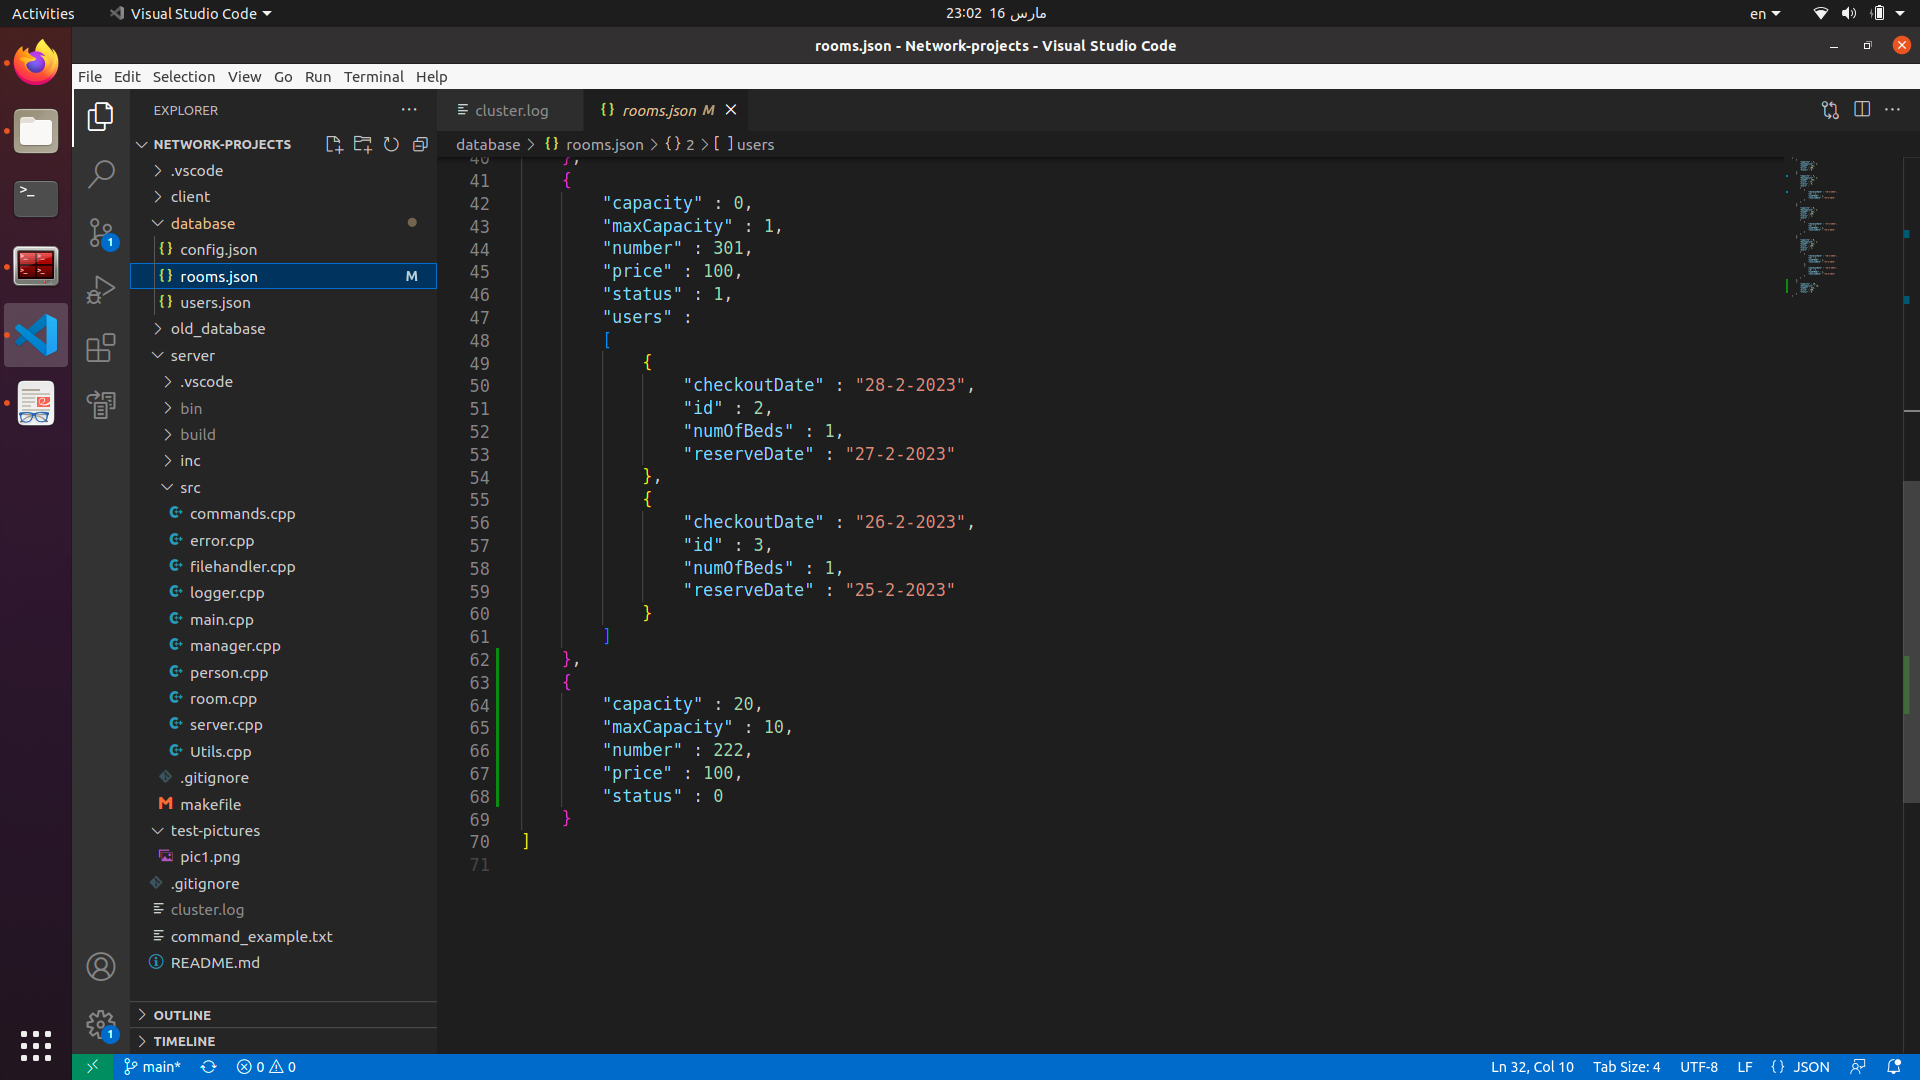 Activities
Visual Studio Code
23:02 16 مارس
en
rooms.json - Network-projects - Visual Studio Code
File Edit Selection View Go Run Terminal Help
EXPLORER
NETWORK-PROJECTS
.vscode
client
database
config.json
rooms.json M
users.json
old_database
server
.vscode
bin
build
inc
src
commands.cpp
error.cpp
filehandler.cpp
logger.cpp
main.cpp
manager.cpp
person.cpp
room.cpp
server.cpp
Utils.cpp
.gitignore
makefile
test-pictures
pic1.png
.gitignore
cluster.log
command_example.txt
README.md
OUTLINE
TIMELINE
1
1
cluster.log
{} rooms.json M
database > {} rooms.json > {} 2 > [ ] users
40 },
41 {
42 "capacity" : 0,
43 "maxCapacity" : 1,
44 "number" : 301,
45 "price" : 100,
46 "status" : 1,
47 "users" :
48 [
49 {
50 "checkoutDate" : "28-2-2023",
51 "id" : 2,
52 "numOfBeds" : 1,
53 "reserveDate" : "27-2-2023"
54 },
55 {
56 "checkoutDate" : "26-2-2023",
57 "id" : 3,
58 "numOfBeds" : 1,
59 "reserveDate" : "25-2-2023"
60 }
61 ]
62 },
63 {
64 "capacity" : 20,
65 "maxCapacity" : 10,
66 "number" : 222,
67 "price" : 100,
68 "status" : 0
69 }
70 ]
71
main* 0 0
Ln 32, Col 10 Tab Size: 4 UTF-8 LF {} JSON